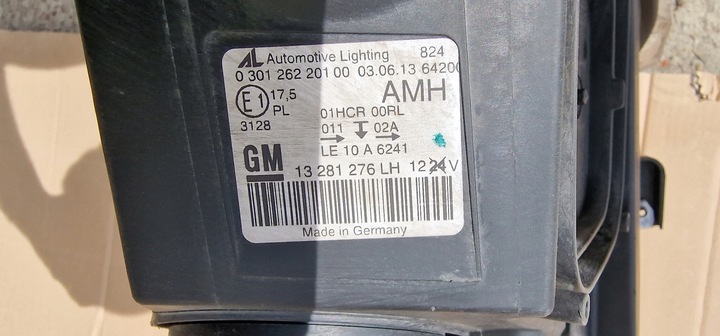 AL Automotive Lighting 824
0 301 262 201 00 03.06.13 64200
E1 17,5 AMH
PL 01HCR 00RL
3128 011 02A
LE 10 A 6241
GM 13 281 276 LH 12 24 V
Made in Germany